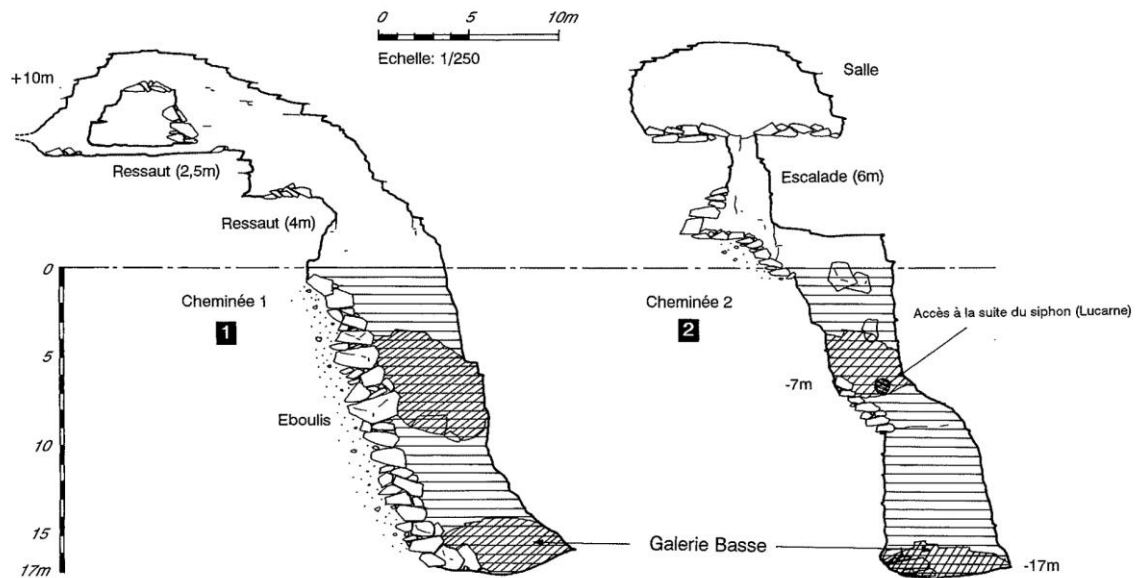 0 5 10m
Echelle: 1/250
+10m
Salle
Ressaut (2,5m)
Escalade (6m)
Ressaut (4m)
0
Cheminée 1
Cheminée 2
1
2
Accès à la suite du siphon (Lucarne)
5
-7m
Eboulis
10
15
Galerie Basse
17m
-17m